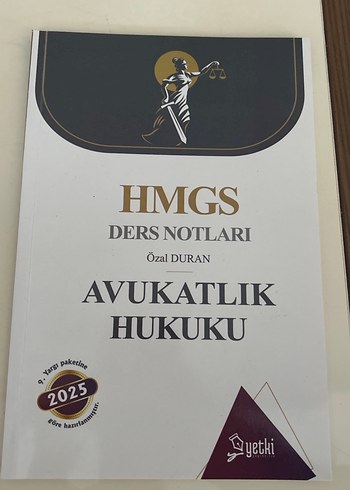 HMGS
DERS NOTLARI
Özal DURAN
AVUKATLIK
HUKUKU
9. Yargı paketine
2025
göre hazırlanmıştır.
yetki